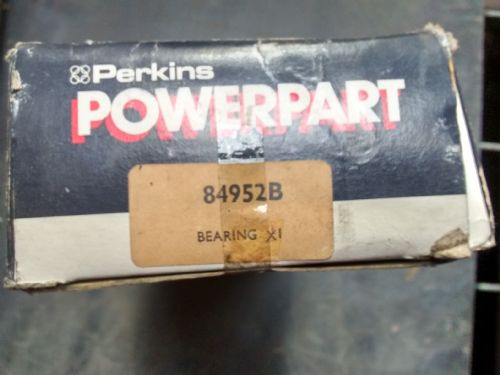 Perkins
POWERPART
84952B
BEARING X1